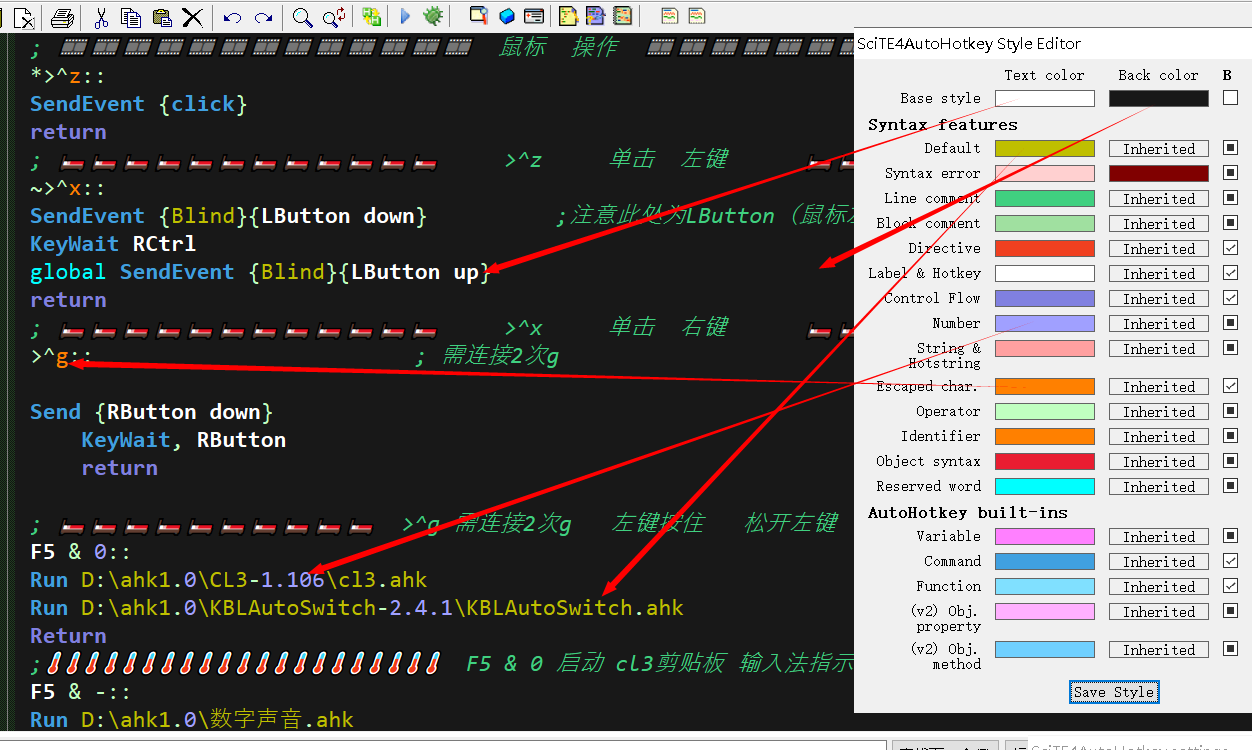 ; 鼠标 操作
*>^z::
SendEvent {click}
return
; >^z 单击 左键
~>^x::
SendEvent {Blind}{LButton down} ;注意此处为LButton (鼠标
KeyWait RCtrl
global SendEvent {Blind}{LButton up}
return
; >^x 单击 右键
>^g:: ; 需连接2次g
Send {RButton down}
KeyWait, RButton
return
; >^g 需连接2次g 左键按住 松开左键
F5 & 0::
Run D:\ahk1.0\CL3-1.106\cl3.ahk
Run D:\ahk1.0\KBLAutoSwitch-2.4.1\KBLAutoSwitch.ahk
Return
; F5 & 0 启动 cl3剪贴板 输入法指示
F5 & -::
Run D:\ahk1.0\数字声音.ahk
SciTE4AutoHotkey Style Editor
Text color Back color B
Base style
Syntax features
Default Inherited
Syntax error
Line comment Inherited
Block comment Inherited
Directive Inherited
Label & Hotkey Inherited
Control Flow Inherited
Number Inherited
String & Hotstring Inherited
Escaped char. Inherited
Operator Inherited
Identifier Inherited
Object syntax Inherited
Reserved word Inherited
AutoHotkey built-ins
Variable Inherited
Command Inherited
Function Inherited
(v2) Obj. property Inherited
(v2) Obj. method Inherited
Save Style